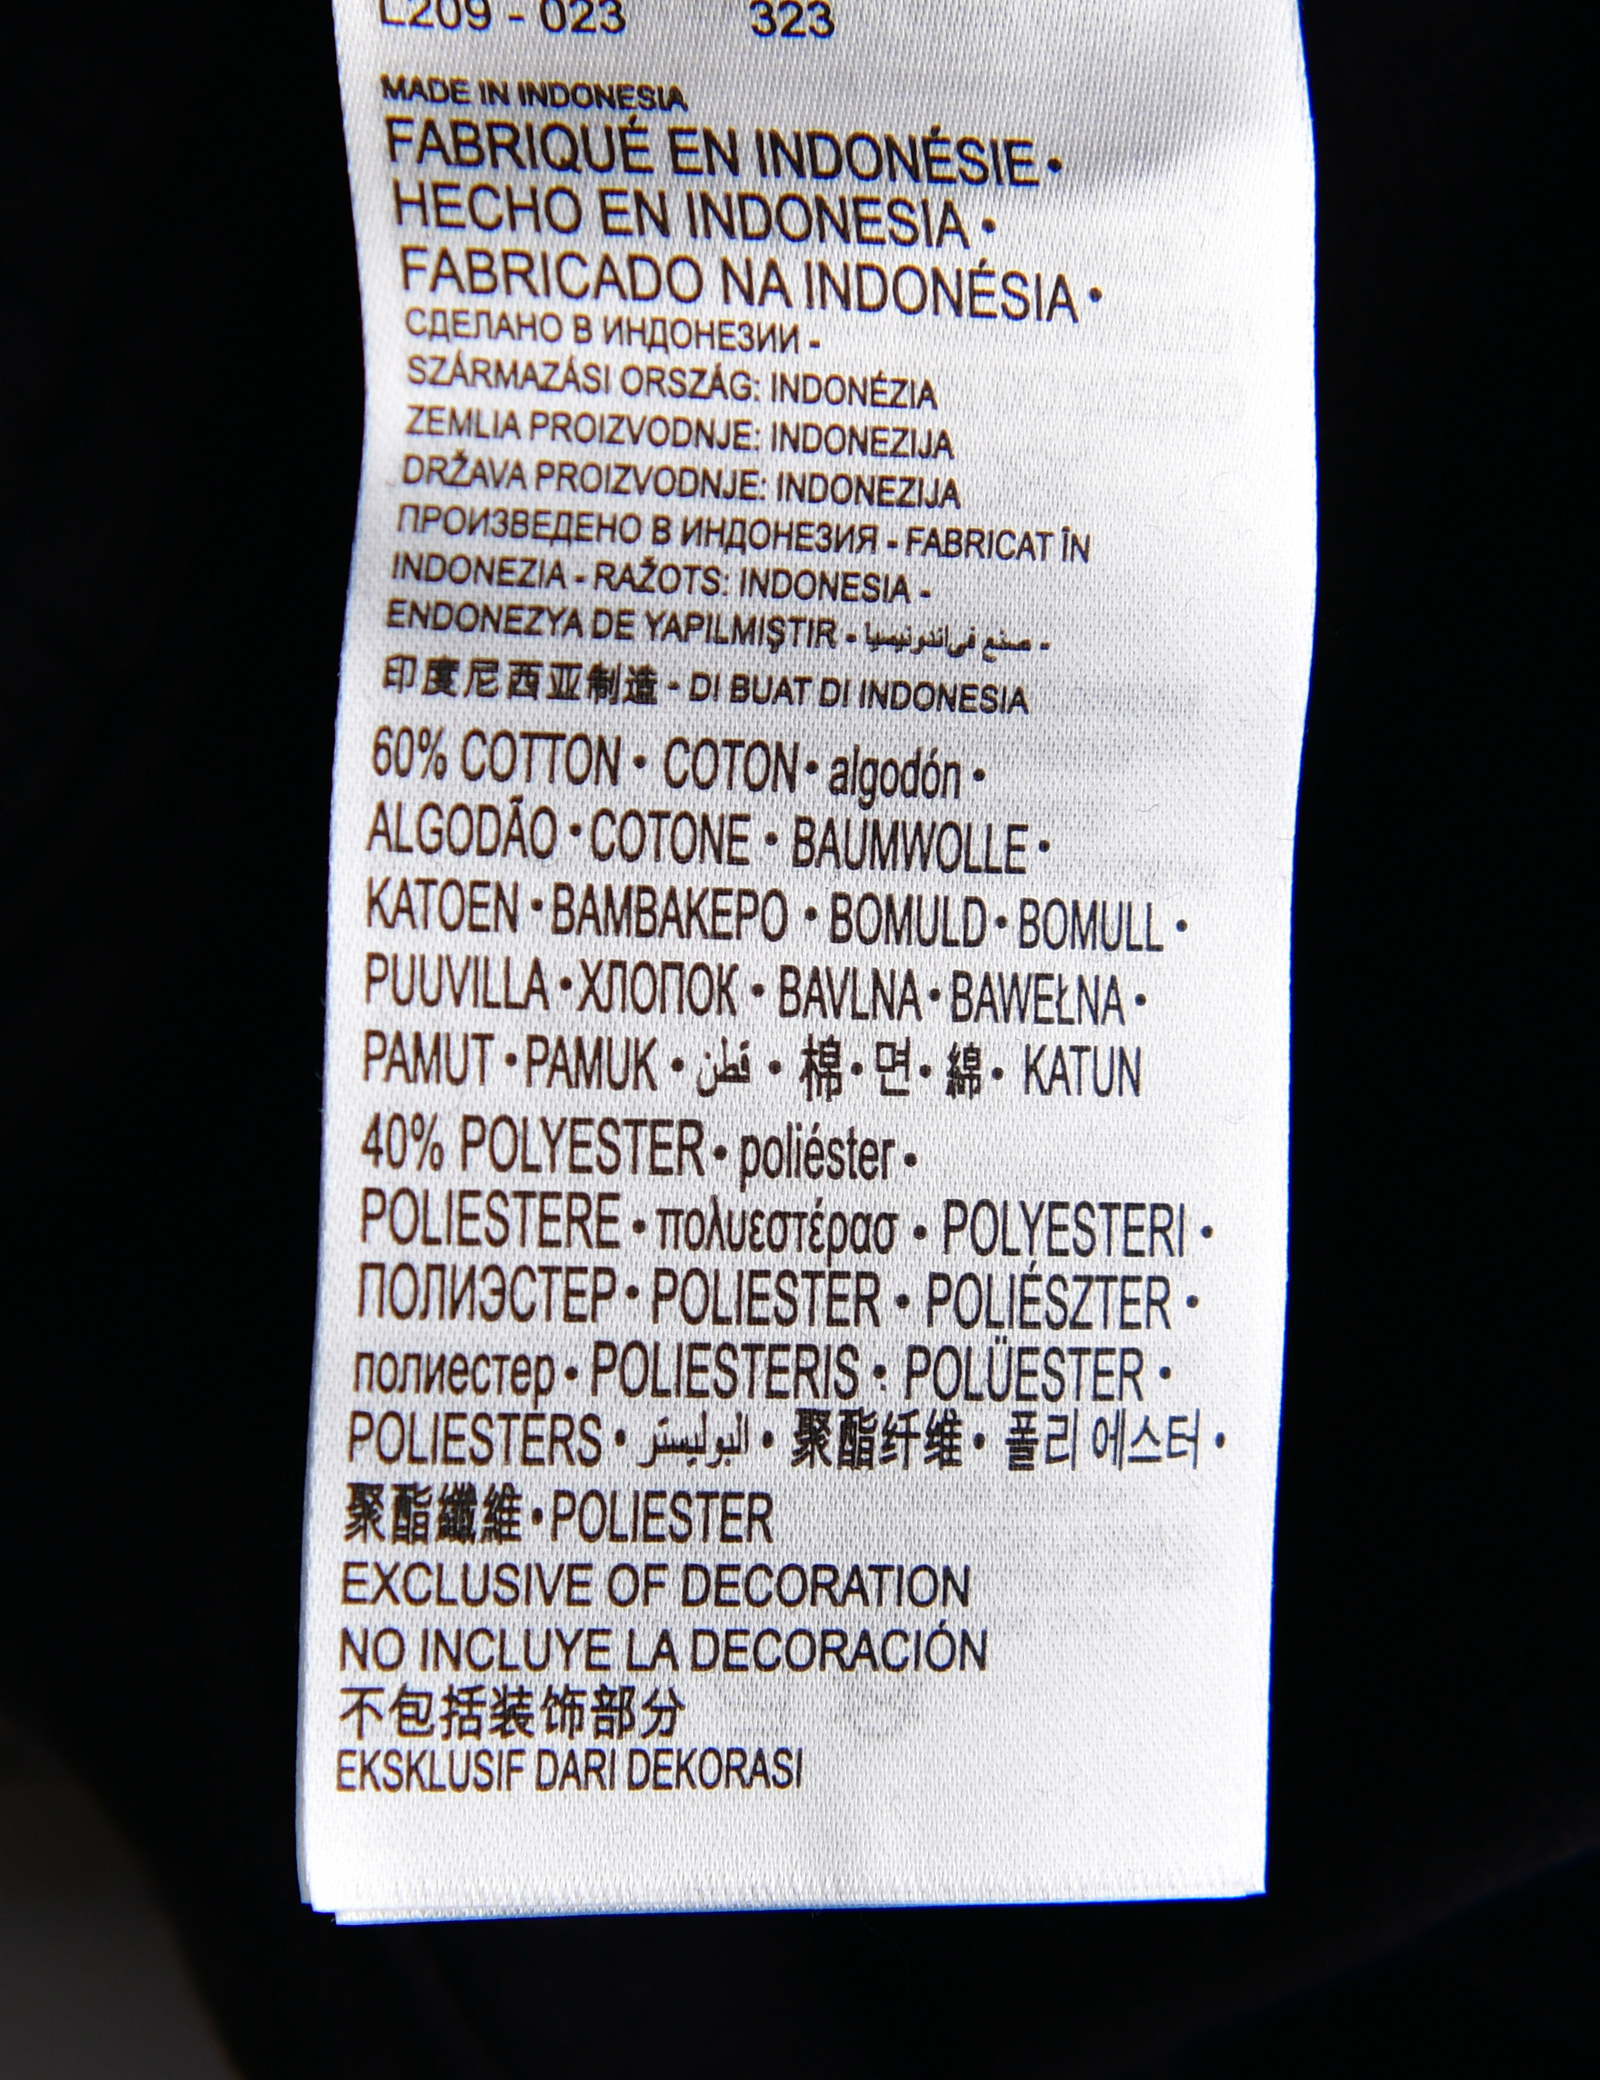 L209 - 023 323
MADE IN INDONESIA
FABRIQUÉ EN INDONÉSIE •
HECHO EN INDONESIA •
FABRICADO NA INDONÉSIA •
СДЕЛАНО В ИНДОНЕЗИИ -
SZÁRMAZÁSI ORSZÁG: INDONÉZIA
ZEMLIA PROIZVODNJE: INDONEZIJA
DRŽAVA PROIZVODNJE: INDONEZIJA
ПРОИЗВЕДЕНО В ИНДОНЕЗИЯ - FABRICAT ÎN
INDONEZIA - RAŽOTS: INDONESIA -
ENDONEZYA DE YAPILMIŞTIR - صنع في اندونيسيا -
印度尼西亚制造 - DI BUAT DI INDONESIA
60% COTTON • COTON • algodón •
ALGODÃO • COTONE • BAUMWOLLE •
KATOEN • BAMBAKEPO • BOMULD • BOMULL •
PUUVILLA • ХЛОПОК • BAVLNA • BAWEŁNA •
PAMUT • PAMUK • قطن • 棉 • 면 • 綿 • KATUN
40% POLYESTER • poliéster •
POLIESTERE • πολυεστέρασ • POLYESTERI •
ПОЛИЭСТЕР • POLIESTER • POLIÉSZTER •
полиестер • POLIESTERIS : POLÜESTER •
POLIESTERS • البوليستر • 聚酯纤维 • 폴리에스터 •
聚酯纖維 • POLIESTER
EXCLUSIVE OF DECORATION
NO INCLUYE LA DECORACIÓN
不包括装饰部分
EKSKLUSIF DARI DEKORASI